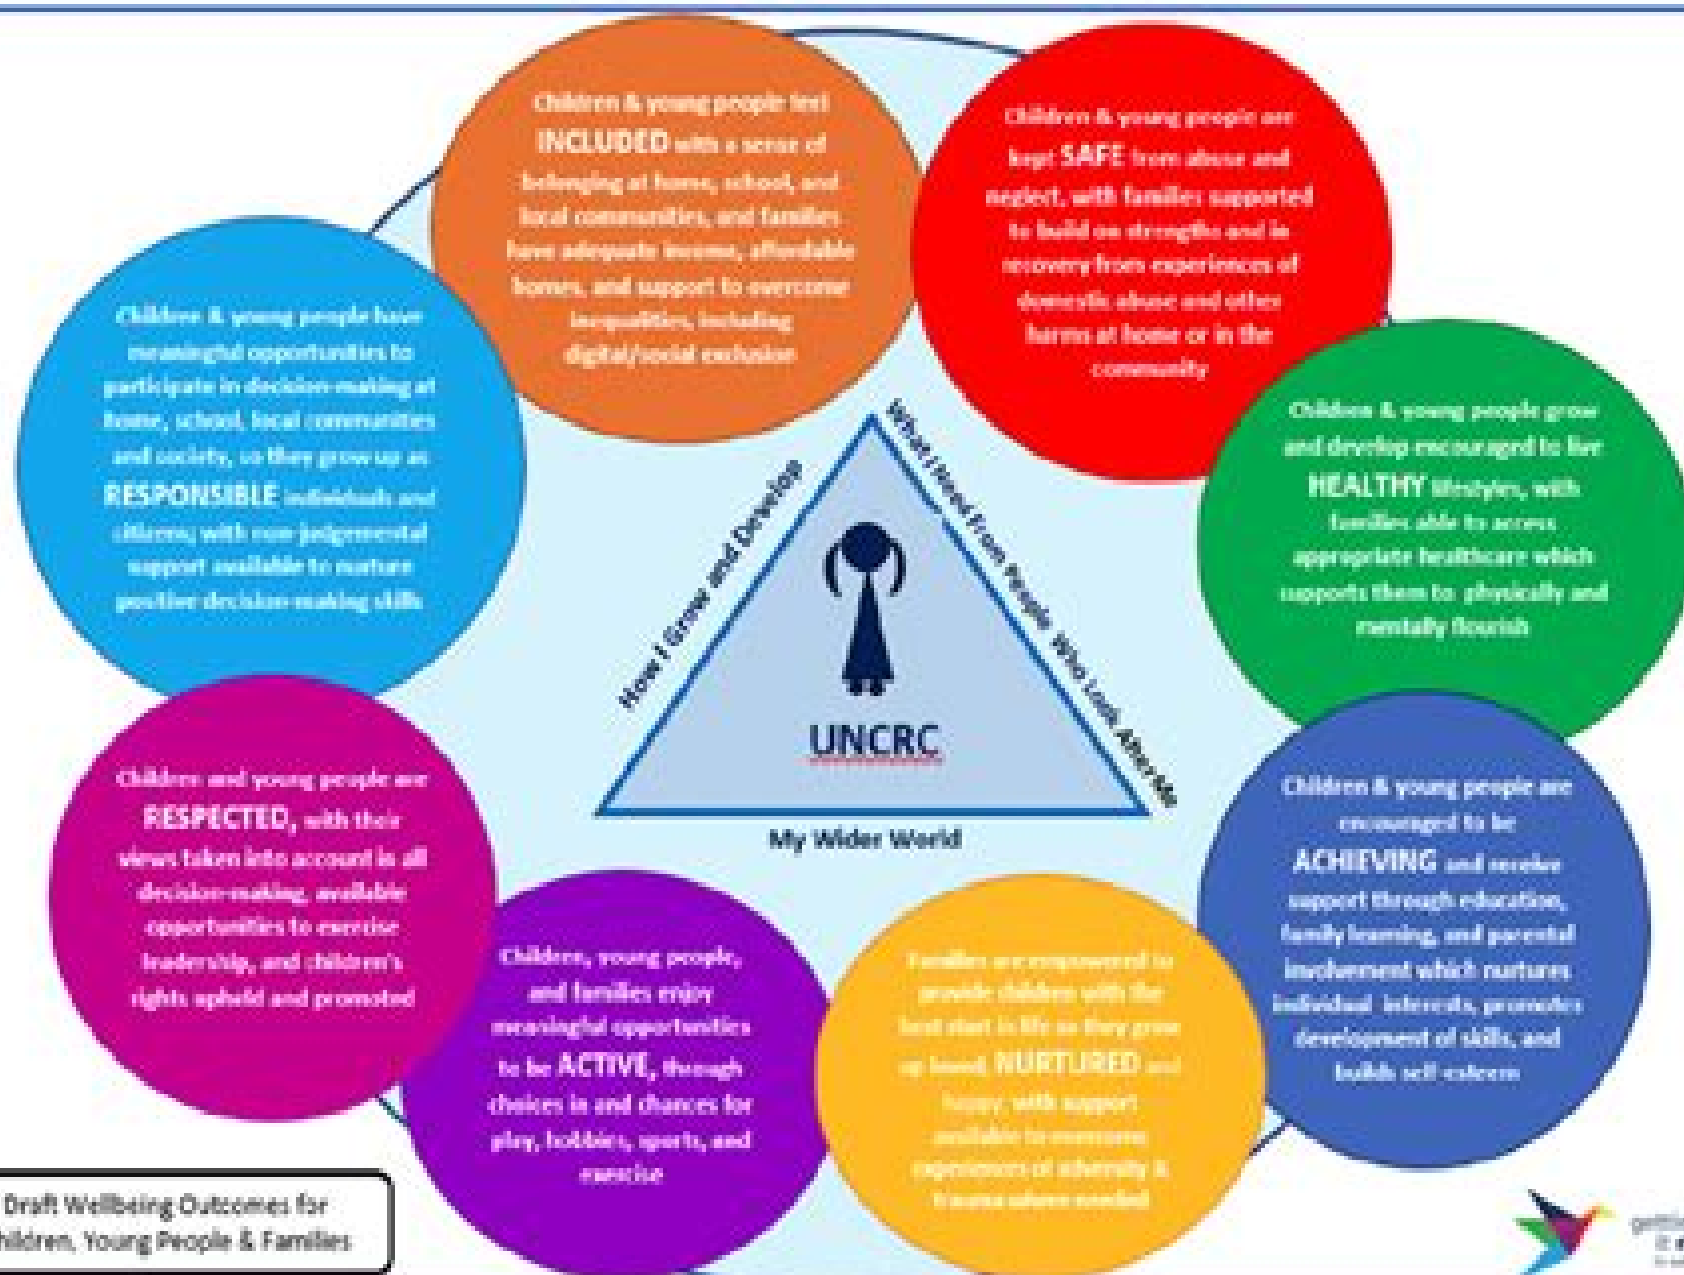 Children & young people feel
INCLUDED with a sense of
belonging at home, school, and
local communities, and families
have adequate income, affordable
homes, and support to overcome
inequalities, including
digital/social exclusion
Children & young people are
kept SAFE from abuse and
neglect, with families supported
to build on strengths and in
recovery from experiences of
domestic abuse and other
harms at home or in the
community
Children & young people grow
and develop encouraged to live
HEALTHY lifestyles, with
families able to access
appropriate healthcare which
supports them to physically and
mentally flourish
Children & young people are
encouraged to be
ACHIEVING and receive
support through education,
family learning, and parental
involvement which nurtures
individual interests, promotes
development of skills, and
builds self-esteem
Families are empowered to
provide children with the
best start in life so they grow
up loved, NURTURED and
happy with support
available to overcome
experiences of adversity &
trauma where needed
Children, young people,
and families enjoy
meaningful opportunities
to be ACTIVE, through
choices in and chances for
play, hobbies, sports, and
exercise
Children and young people are
RESPECTED, with their
views taken into account in all
decision-making, available
opportunities to exercise
leadership, and children's
rights upheld and promoted
Children & young people have
meaningful opportunities to
participate in decision-making at
home, school, local communities
and society, so they grow up as
RESPONSIBLE individuals and
citizens; with non-judgemental
support available to nurture
positive decision-making skills
How I Grow and Develop
What I Need From People Who Look After Me
UNCRC
My Wider World
Draft Wellbeing Outcomes for
hildren, Young People & Families
it